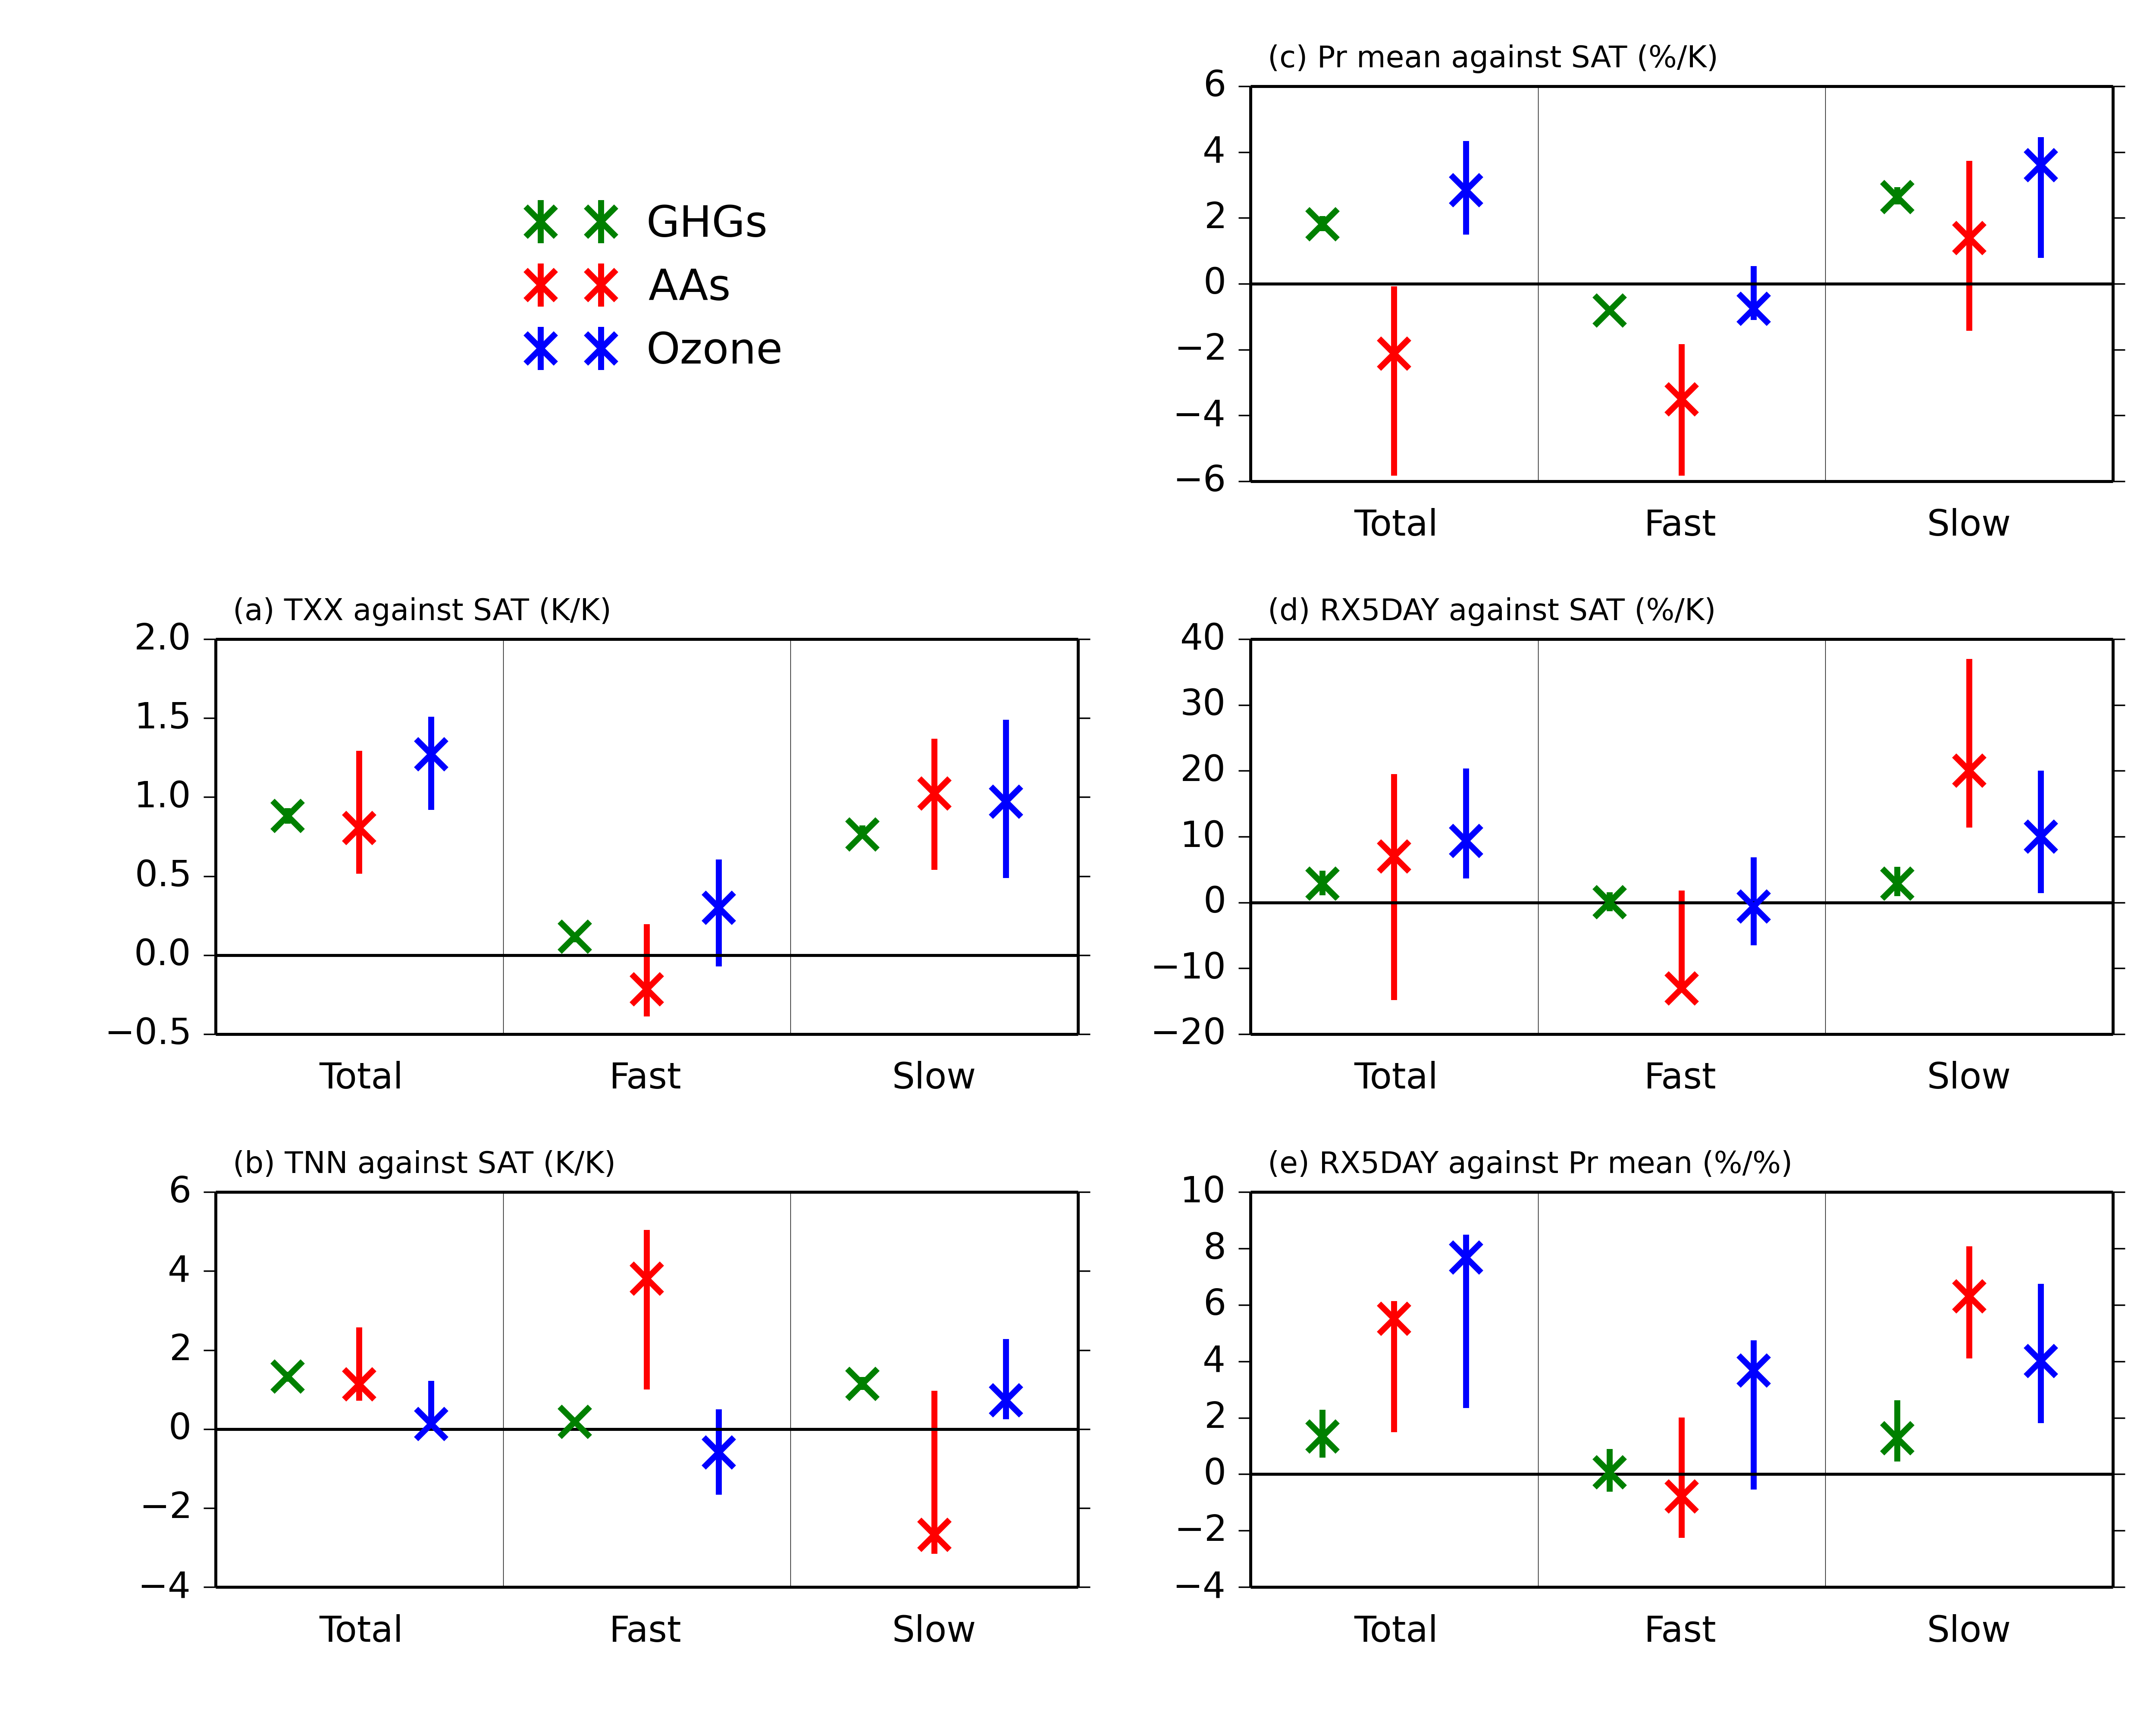 GHGs
AAs
Ozone
(c) Pr mean against SAT (%/K)
6
4
2
0
−2
−4
−6
Total Fast Slow
(a) TXX against SAT (K/K)
2.0
1.5
1.0
0.5
0.0
−0.5
Total Fast Slow
(d) RX5DAY against SAT (%/K)
40
30
20
10
0
−10
−20
Total Fast Slow
(b) TNN against SAT (K/K)
6
4
2
0
−2
−4
Total Fast Slow
(e) RX5DAY against Pr mean (%/%)
10
8
6
4
2
0
−2
−4
Total Fast Slow